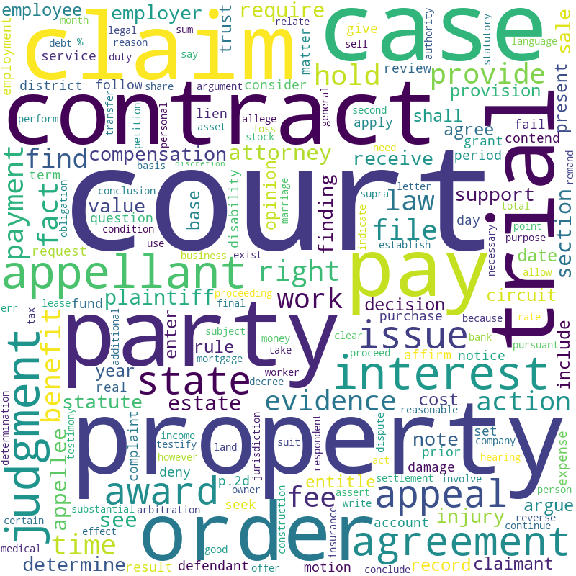 employee
employer
trust
require
month
legal
sum
give
language
sale
claim
case
debt
%
reason
say
sell
authority
statutory
employment
service
duty
matter
district
follow
share
argument
consider
hold
review
provide
provision
present
contract
trial
perform
transfer
petition
personal
lien
asset
allege
loss
stock
general
second
apply
shall
agree
grant
period
fail
contend
remand
find
compensation
attorney
receive
need
term
conclusion
basis
discretion
court
supra
letter
law
support
total
payment
fact
obligation
question
value
condition
base
disability
opinion
marriage
finding
indicate
file
day
point
purpose
necessary
section
request
use
exist
establish
date
allow
appellant
business
right
pay
circuit
err
lease
fund
plaintiff
proceeding
final
work
decision
purchase
because
rate
tax
benefit
additional
enter
subject
money
clear
bank
pursuant
include
party
issue
year
rule
mortgage
take
proceed
affirm
notice
real
state
decree
worker
interest
determination
judgment
statute
estate
evidence
cost
reasonable
action
testimony
appellee
complaint
income
testify
however
land
jurisdiction
suit
respondent
dispute
note
set
company
expense
property
deny
p.2d
owner
entitle
act
prior
hearing
damage
settlement
involve
person
certain
substantial
arbitration
award
seek
construction
fee
assert
appeal
argue
time
effect
see
good
order
write
insurance
account
injury
reverse
continue
agreement
medical
determine
result
defendant
offer
motion
conclude
record
claimant